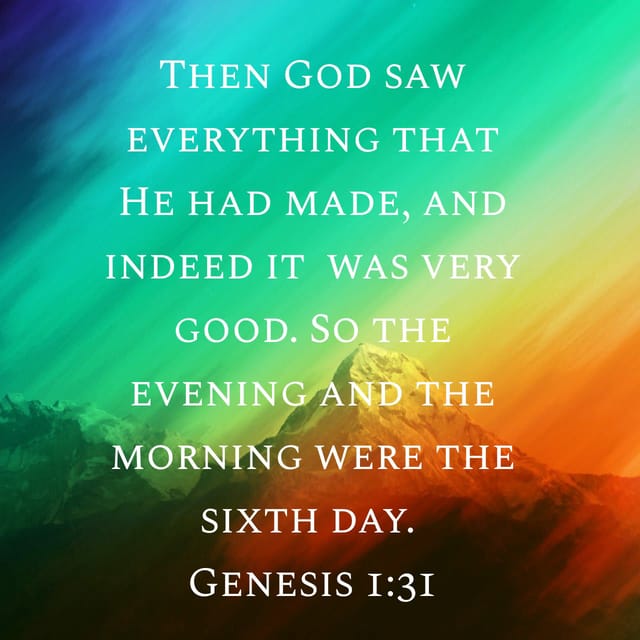 Then God saw
everything that
He had made, and
indeed it  was very
good. So the
evening and the
morning were the
sixth day.
Genesis 1:31